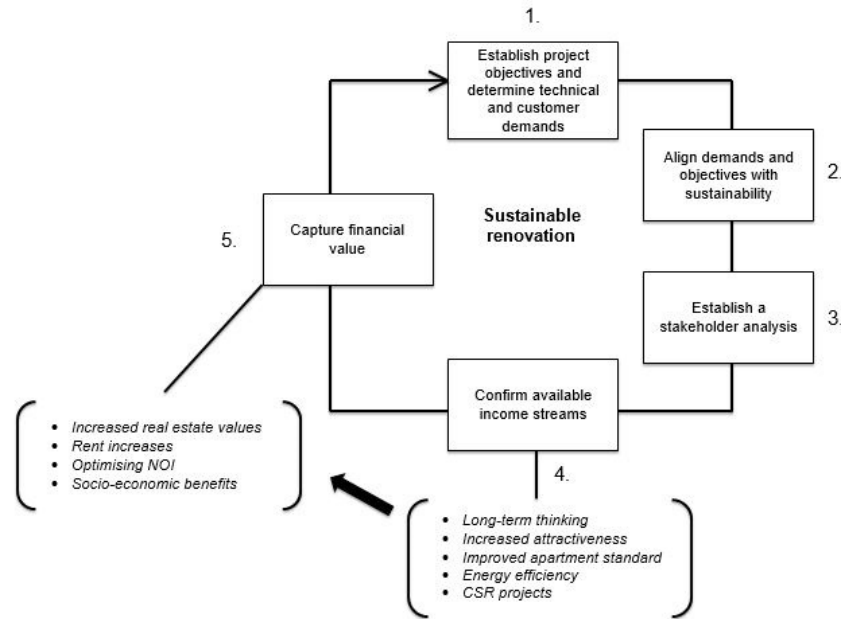 1.
Establish project
objectives and
determine technical
and customer
demands
Align demands and
objectives with
sustainability
2.
5.
Capture financial
value
Sustainable
renovation
Establish a
stakeholder analysis
3.
Confirm available
income streams
4.
• Increased real estate values
• Rent increases
• Optimising NOI
• Socio-economic benefits
• Long-term thinking
• Increased attractiveness
• Improved apartment standard
• Energy efficiency
• CSR projects